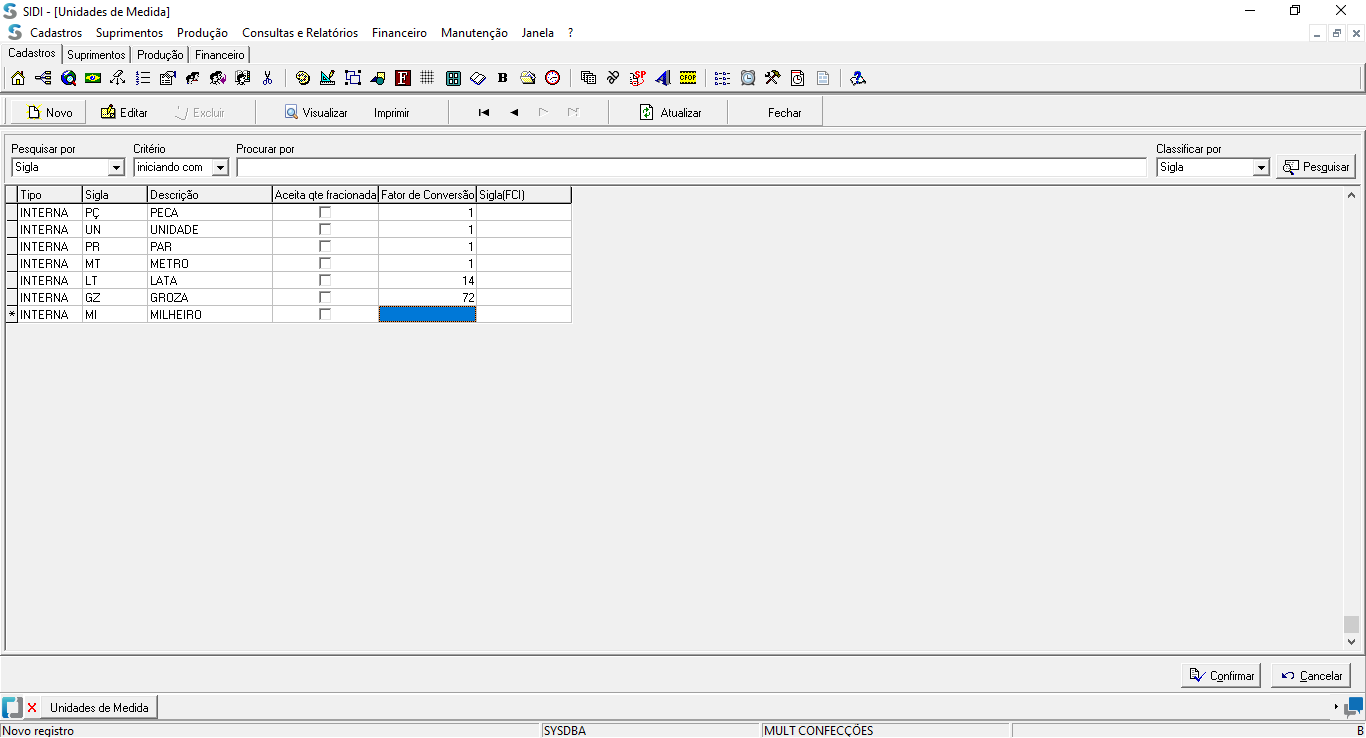 SIDI - [Unidades de Medida]
Cadastros Suprimentos Produção Consultas e Relatórios Financeiro Manutenção Janela ?
Cadastros Suprimentos Produção Financeiro
F B SP CFOP
Novo Editar Excluir Visualizar Imprimir Atualizar Fechar
Pesquisar por Critério Procurar por Classificar por
Sigla iniciando com Sigla Pesquisar
Tipo Sigla Descrição Aceita qte fracionada Fator de Conversão Sigla(FCI)
INTERNA PÇ PECA 1
INTERNA UN UNIDADE 1
INTERNA PR PAR 1
INTERNA MT METRO 1
INTERNA LT LATA 14
INTERNA GZ GROZA 72
* INTERNA MI MILHEIRO
Confirmar Cancelar
Unidades de Medida
Novo registro SYSDBA MULT CONFECÇÕES B